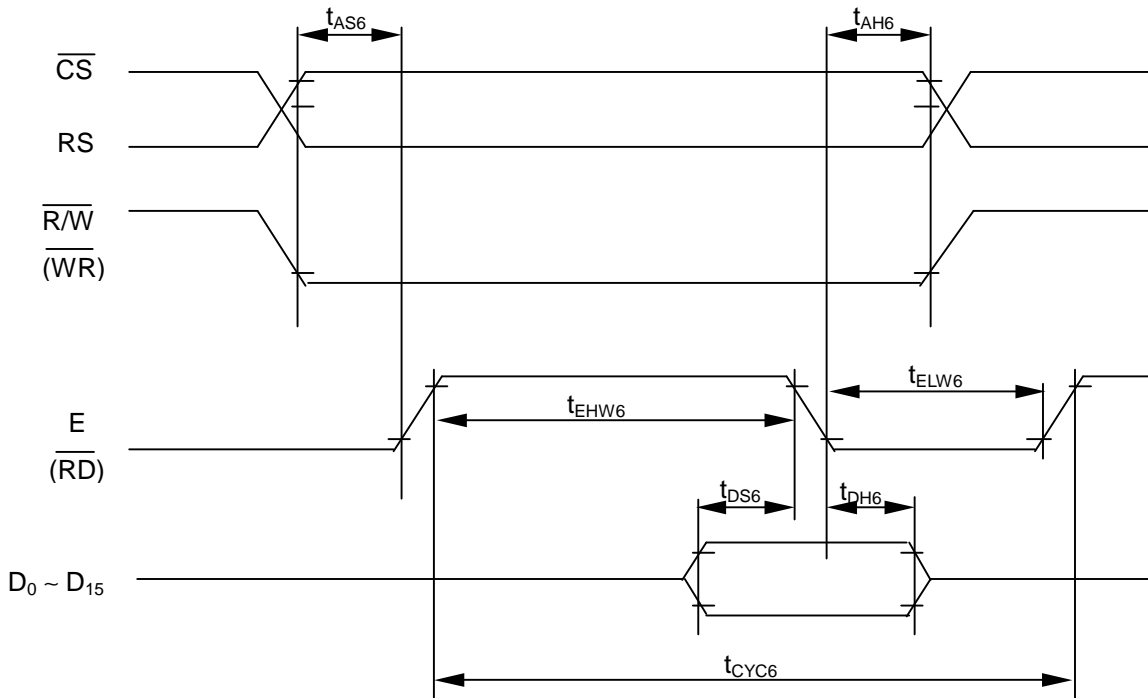 tAS6
tAH6
CS
RS
R/W
(WR)
tELW6
tEHW6
E
(RD)
tDS6
tDH6
D0 ~ D15
tCYC6